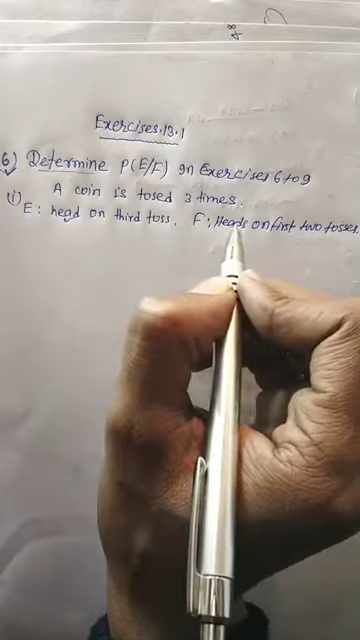 Exercises.13.1
6) Determine P(E/F) in Exercises 6 to 9
A coin is tosed 3 times.
(i) E: head on third toss. F: Heads on first two tosses.